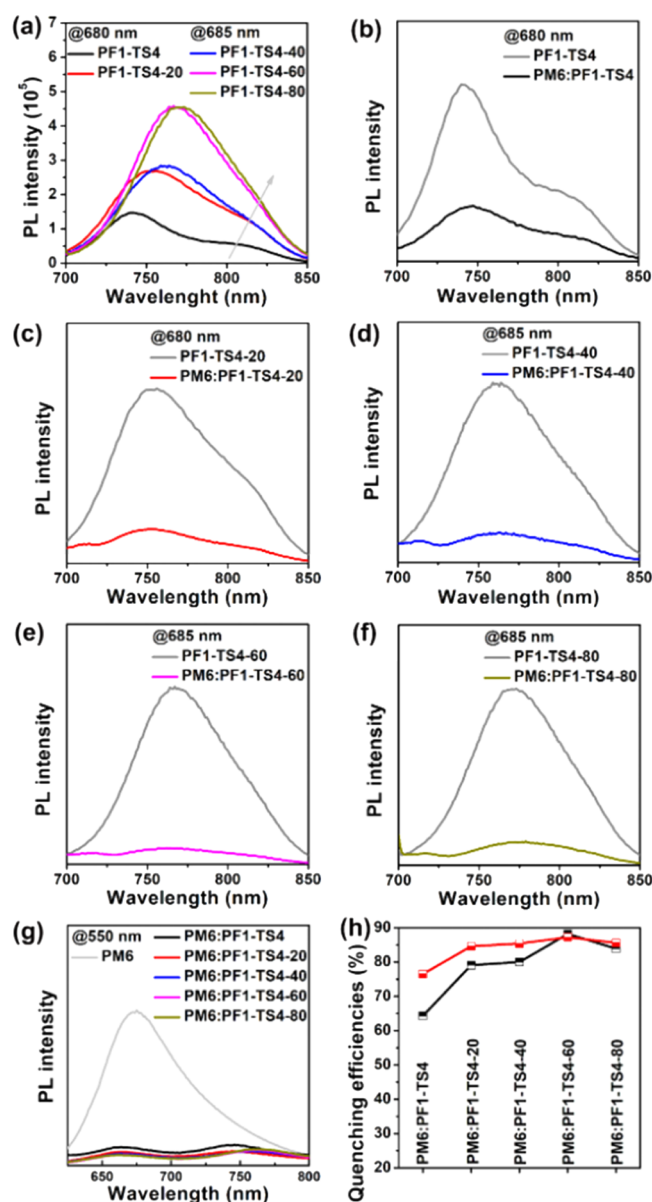 (a)
@680 nm @685 nm
PF1-TS4 PF1-TS4-40
PF1-TS4-20 PF1-TS4-60
PF1-TS4-80
PL intensity (10⁵)
7
6
5
4
3
2
1
0
700 750 800 850
Wavelenght (nm)
(b)
@680 nm
PF1-TS4
PM6:PF1-TS4
PL intensity
700 750 800 850
Wavelength (nm)
(c)
@680 nm
PF1-TS4-20
PM6:PF1-TS4-20
PL intensity
700 750 800 850
Wavelength (nm)
(d)
@685 nm
PF1-TS4-40
PM6:PF1-TS4-40
PL intensity
700 750 800 850
Wavelength (nm)
(e)
@685 nm
PF1-TS4-60
PM6:PF1-TS4-60
PL intensity
700 750 800 850
Wavelength (nm)
(f)
@685 nm
PF1-TS4-80
PM6:PF1-TS4-80
PL intensity
700 750 800 850
Wavelength (nm)
(g)
@550 nm PM6:PF1-TS4
PM6 PM6:PF1-TS4-20
PM6:PF1-TS4-40
PM6:PF1-TS4-60
PM6:PF1-TS4-80
PL intensity
650 700 750 800
Wavelength (nm)
(h)
Quenching efficiencies (%)
90
80
70
60
50
40
30
20
PM6:PF1-TS4
PM6:PF1-TS4-20
PM6:PF1-TS4-40
PM6:PF1-TS4-60
PM6:PF1-TS4-80